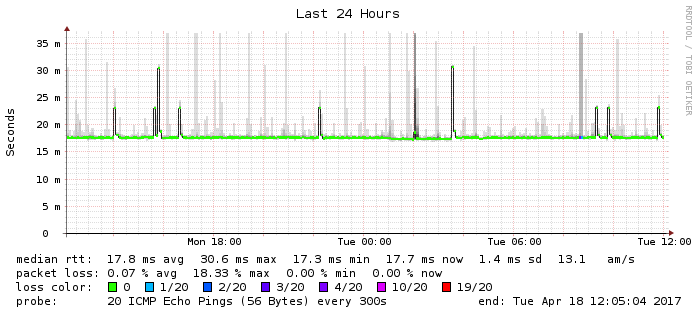 Last 24 Hours
RRDTOOL / TOBI OETIKER
Seconds
35 m
30 m
25 m
20 m
15 m
10 m
5 m
0
Mon 18:00 Tue 00:00 Tue 06:00 Tue 12:00
median rtt: 17.8 ms avg 30.6 ms max 17.3 ms min 17.7 ms now 1.4 ms sd 13.1 am/s
packet loss: 0.07 % avg 18.33 % max 0.00 % min 0.00 % now
loss color: 0 1/20 2/20 3/20 4/20 10/20 19/20
probe: 20 ICMP Echo Pings (56 Bytes) every 300s end: Tue Apr 18 12:05:04 2017